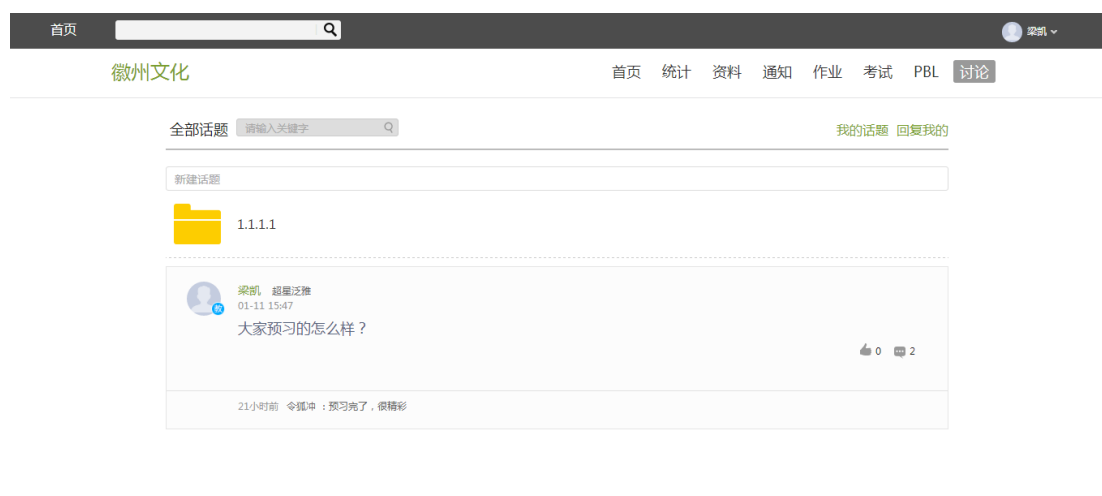 首页 梁凯
徽州文化 首页 统计 资料 通知 作业 考试 PBL 讨论
全部话题 请输入关键字 我的话题 回复我的
新建话题
1.1.1.1
梁凯 超星泛雅
教 01-11 15:47
大家预习的怎么样？
0 2
21小时前 令狐冲 ：预习完了，很精彩